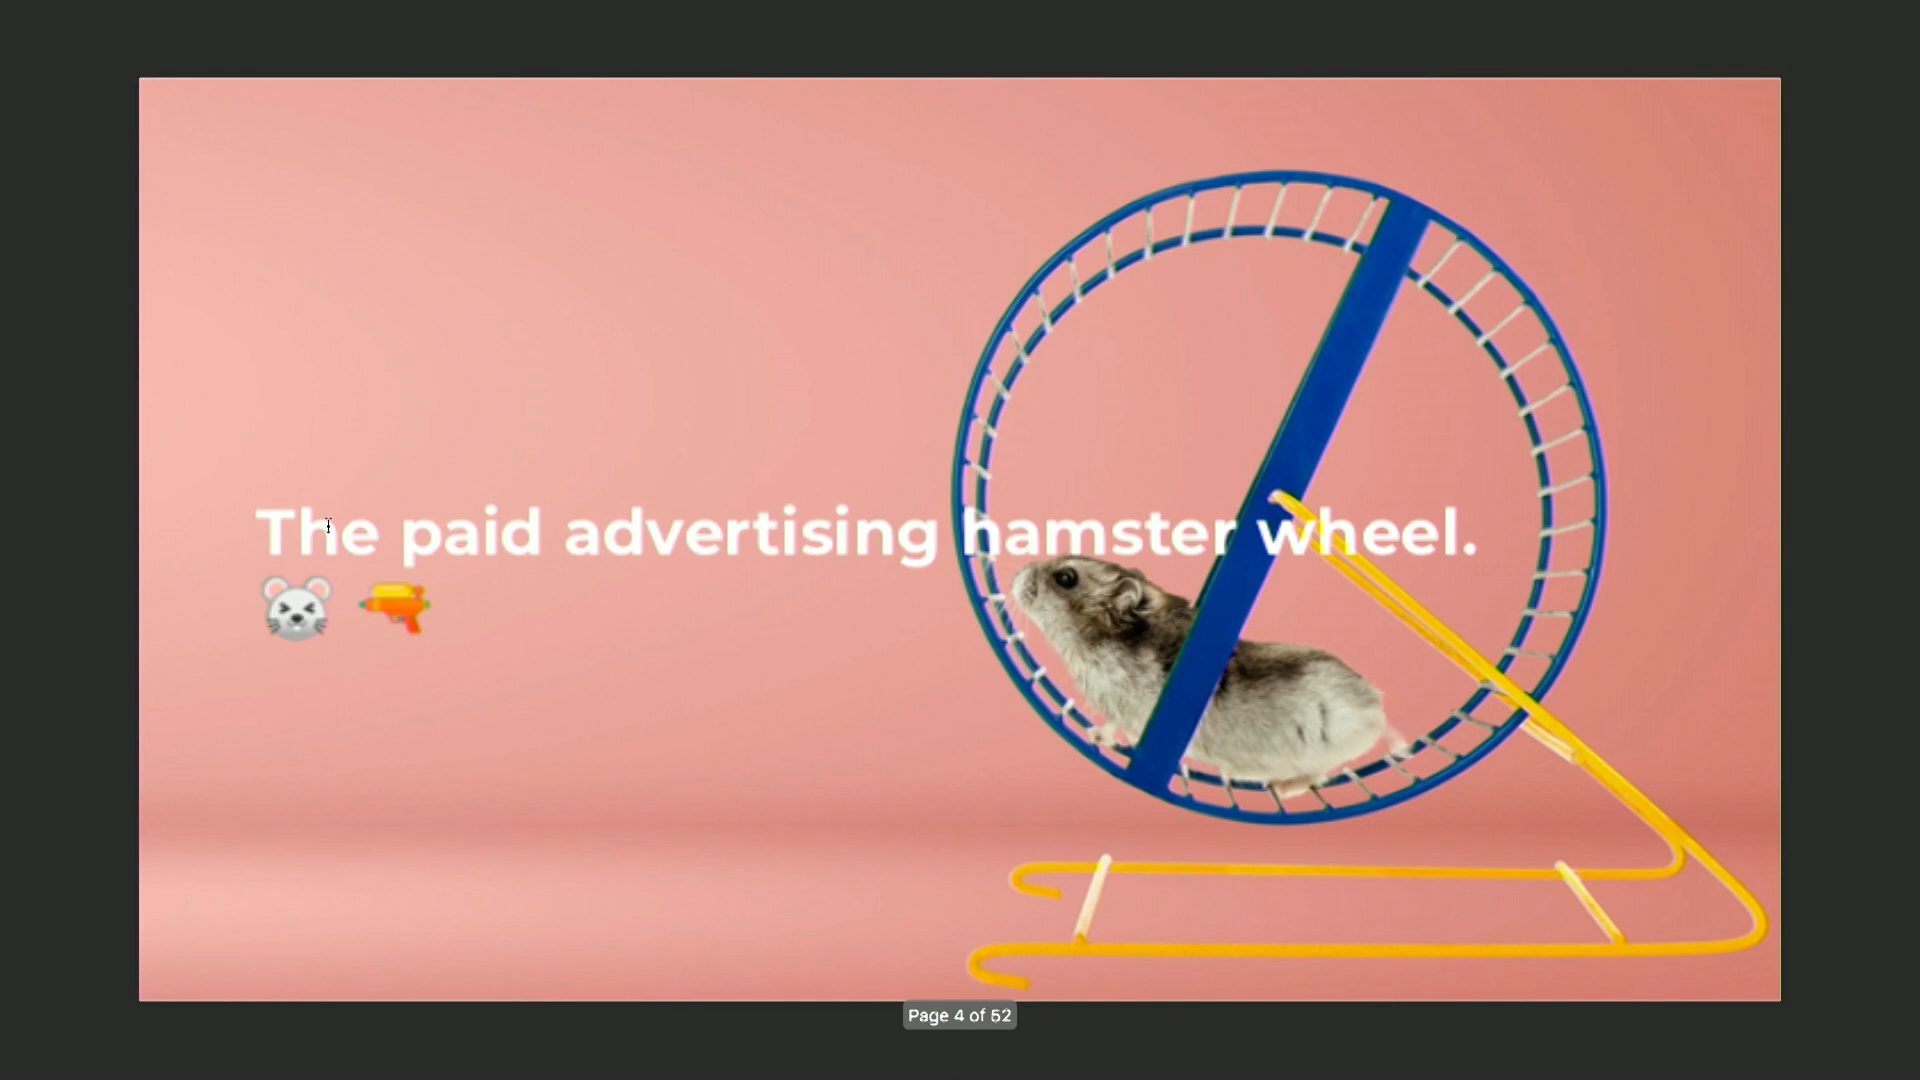 The paid advertising hamster wheel.
🐭 🔫
Page 4 of 52